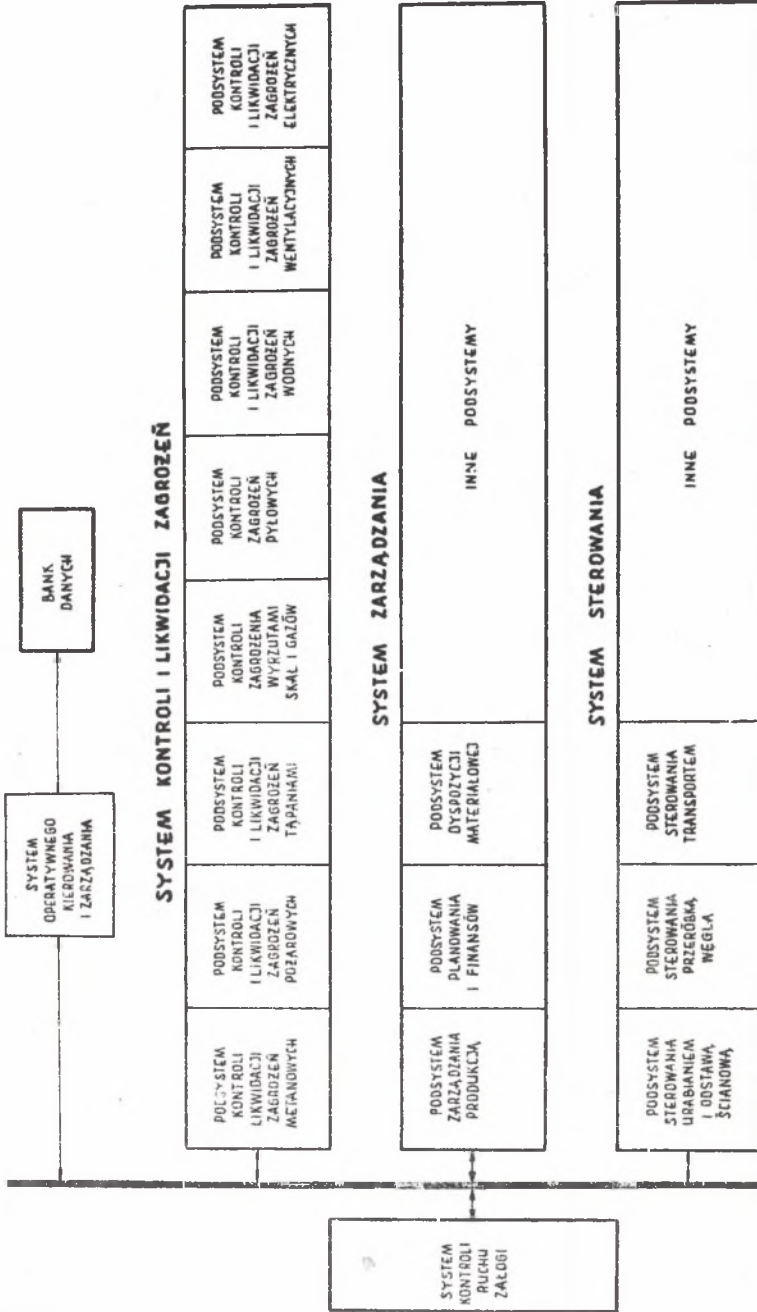 SYSTEM
OPERATYWNEGO
KIEROWANIA
I ZARZĄDZANIA
BANK
DANYCH
SYSTEM KONTROLI I LIKWIDACJI ZAGROŻEŃ
PODSYSTEM
KONTROLI
LIKWIDACJI
ZAGROŻEŃ
METANOWYCH
PODSYSTEM
KONTROLI
I LIKWIDACJI
ZAGROŻEŃ
POŻAROWYCH
PODSYSTEM
KONTROLI
I LIKWIDACJI
ZAGROŻEŃ
TĄPANIAMI
PODSYSTEM
KONTROLI
ZAGROŻENIA
WYRZUTAMI
SKAŁ I GAZÓW
PODSYSTEM
KONTROLI
ZAGROŻEŃ
PYŁOWYCH
PODSYSTEM
KONTROLI
I LIKWIDACJI
ZAGROŻEŃ
WODNYCH
PODSYSTEM
KONTROLI
I LIKWIDACJI
ZAGROŻEŃ
WENTYLACYJNYCH
PODSYSTEM
KONTROLI
I LIKWIDACJI
ZAGROŻEŃ
ELEKTRYCZNYCH
SYSTEM ZARZĄDZANIA
SYSTEM
KONTROLI
RUCHU
ZAŁOGI
PODSYSTEM
ZARZĄDZANIA
PRODUKCJĄ
PODSYSTEM
PLANOWANIA
I FINANSÓW
PODSYSTEM
DYSPOZYCJI
MATERIAŁOWEJ
INNE PODSYSTEMY
SYSTEM STEROWANIA
PODSYSTEM
STEROWANIA
URABIANIEM
I ODSTAWĄ
ŚCIANOWĄ
PODSYSTEM
STEROWANIA
PRZERÓBKĄ
WĘGLA
PODSYSTEM
STEROWANIA
TRANSPORTEM
INNE PODSYSTEMY